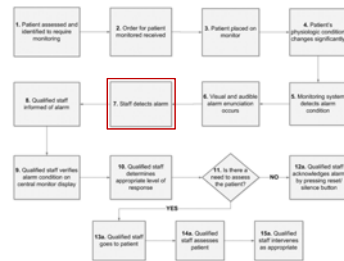 1. Patient assessed and
identified to require
monitoring
2. Order for patient
monitored received
3. Patient placed on
monitor
4. Patient's
physiologic condition
changes significantly
8. Qualified staff
informed of alarm
7. Staff detects alarm
6. Visual and audible
alarm annunciation
occurs
5. Monitoring system
detects alarm
condition
9. Qualified staff verifies
alarm condition on
central monitor display
10. Qualified staff
determines
appropriate level of
response
11. Is there a
need to assess
the patient?
NO
12a. Qualified staff
acknowledges alarm
by pressing reset/
silence button
YES
13a. Qualified staff
goes to patient
14a. Qualified staff
assesses
patient
15a. Qualified staff
intervenes
as appropriate